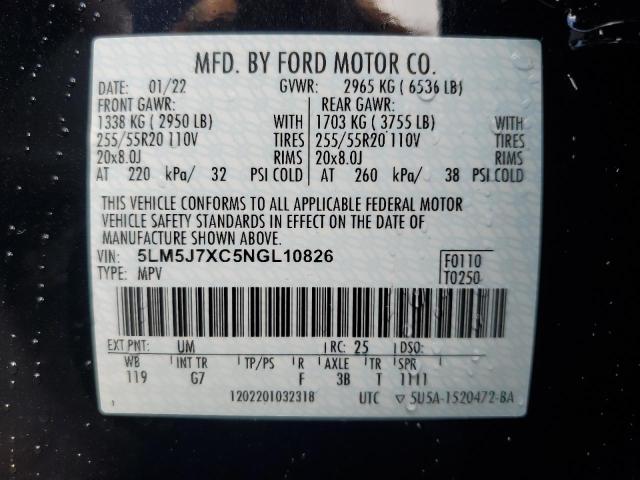 MFD. BY FORD MOTOR CO.
DATE: 01/22 GVWR: 2965 KG ( 6536 LB)
FRONT GAWR: REAR GAWR:
1338 KG ( 2950 LB) WITH 1703 KG ( 3755 LB) WITH
255/55R20 110V TIRES 255/55R20 110V TIRES
20x8.0J RIMS 20x8.0J RIMS
AT 220 kPa/ 32 PSI COLD AT 260 kPa/ 38 PSI COLD
THIS VEHICLE CONFORMS TO ALL APPLICABLE FEDERAL MOTOR
VEHICLE SAFETY STANDARDS IN EFFECT ON THE DATE OF
MANUFACTURE SHOWN ABOVE.
VIN: 5LM5J7XC5NGL10826 F0110
TYPE: MPV T0250
EXT PNT: UM RC: 25 DSO:
WB INT TR TP/PS R AXLE TR SPR
119 G7 F 3B T 1111
1202201032318 UTC ▽ 5U5A-1520472-BA